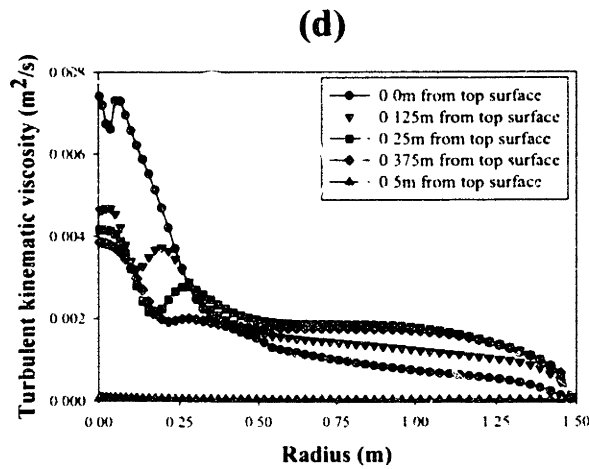 (d)
Turbulent kinematic viscosity (m²/s)
0.008
0.006
0.004
0.002
0.000
0 0m from top surface
0 125m from top surface
0 25m from top surface
0 375m from top surface
0 5m from top surface
0.00
0.25
0.50
0.75
1.00
1.25
1.50
Radius (m)